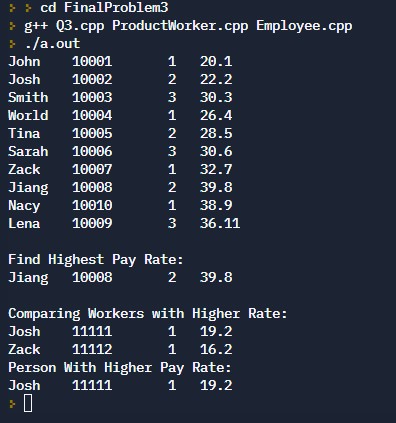 > > cd FinalProblem3
> g++ Q3.cpp ProductWorker.cpp Employee.cpp
> ./a.out
John    10001       1   20.1
Josh    10002       2   22.2
Smith   10003       3   30.3
World   10004       1   26.4
Tina    10005       2   28.5
Sarah   10006       3   30.6
Zack    10007       1   32.7
Jiang   10008       2   39.8
Nacy    10010       1   38.9
Lena    10009       3   36.11
Find Highest Pay Rate:
Jiang   10008       2   39.8
Comparing Workers with Higher Rate:
Josh    11111       1   19.2
Zack    11112       1   16.2
Person With Higher Pay Rate:
Josh    11111       1   19.2
>